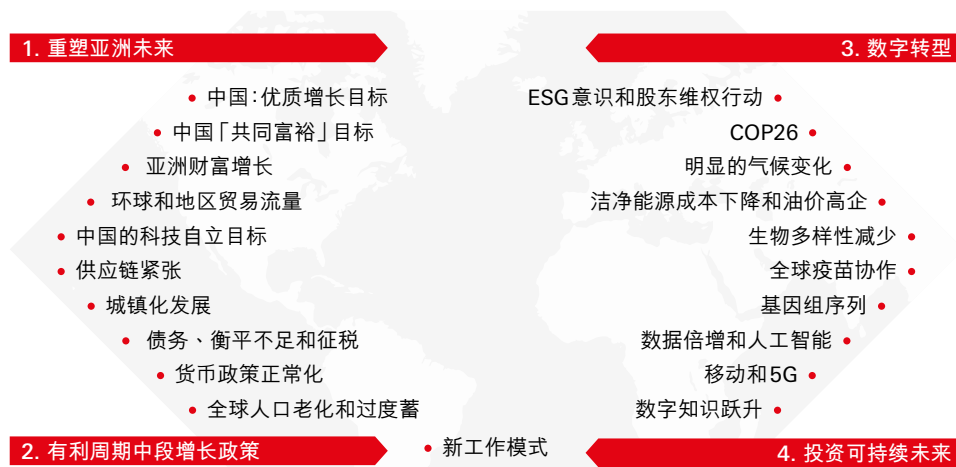 1. 重塑亚洲未来
中国：优质增长目标
中国「共同富裕」目标
亚洲财富增长
环球和地区贸易流量
中国的科技自立目标
供应链紧张
城镇化发展
债务、衡平不足和征税
货币政策正常化
全球人口老化和过度蓄
2. 有利周期中段增长政策
新工作模式
3. 数字转型
ESG意识和股东维权行动
COP26
明显的气候变化
洁净能源成本下降和油价高企
生物多样性减少
全球疫苗协作
基因组序列
数据倍增和人工智能
移动和5G
数字知识跃升
4. 投资可持续未来